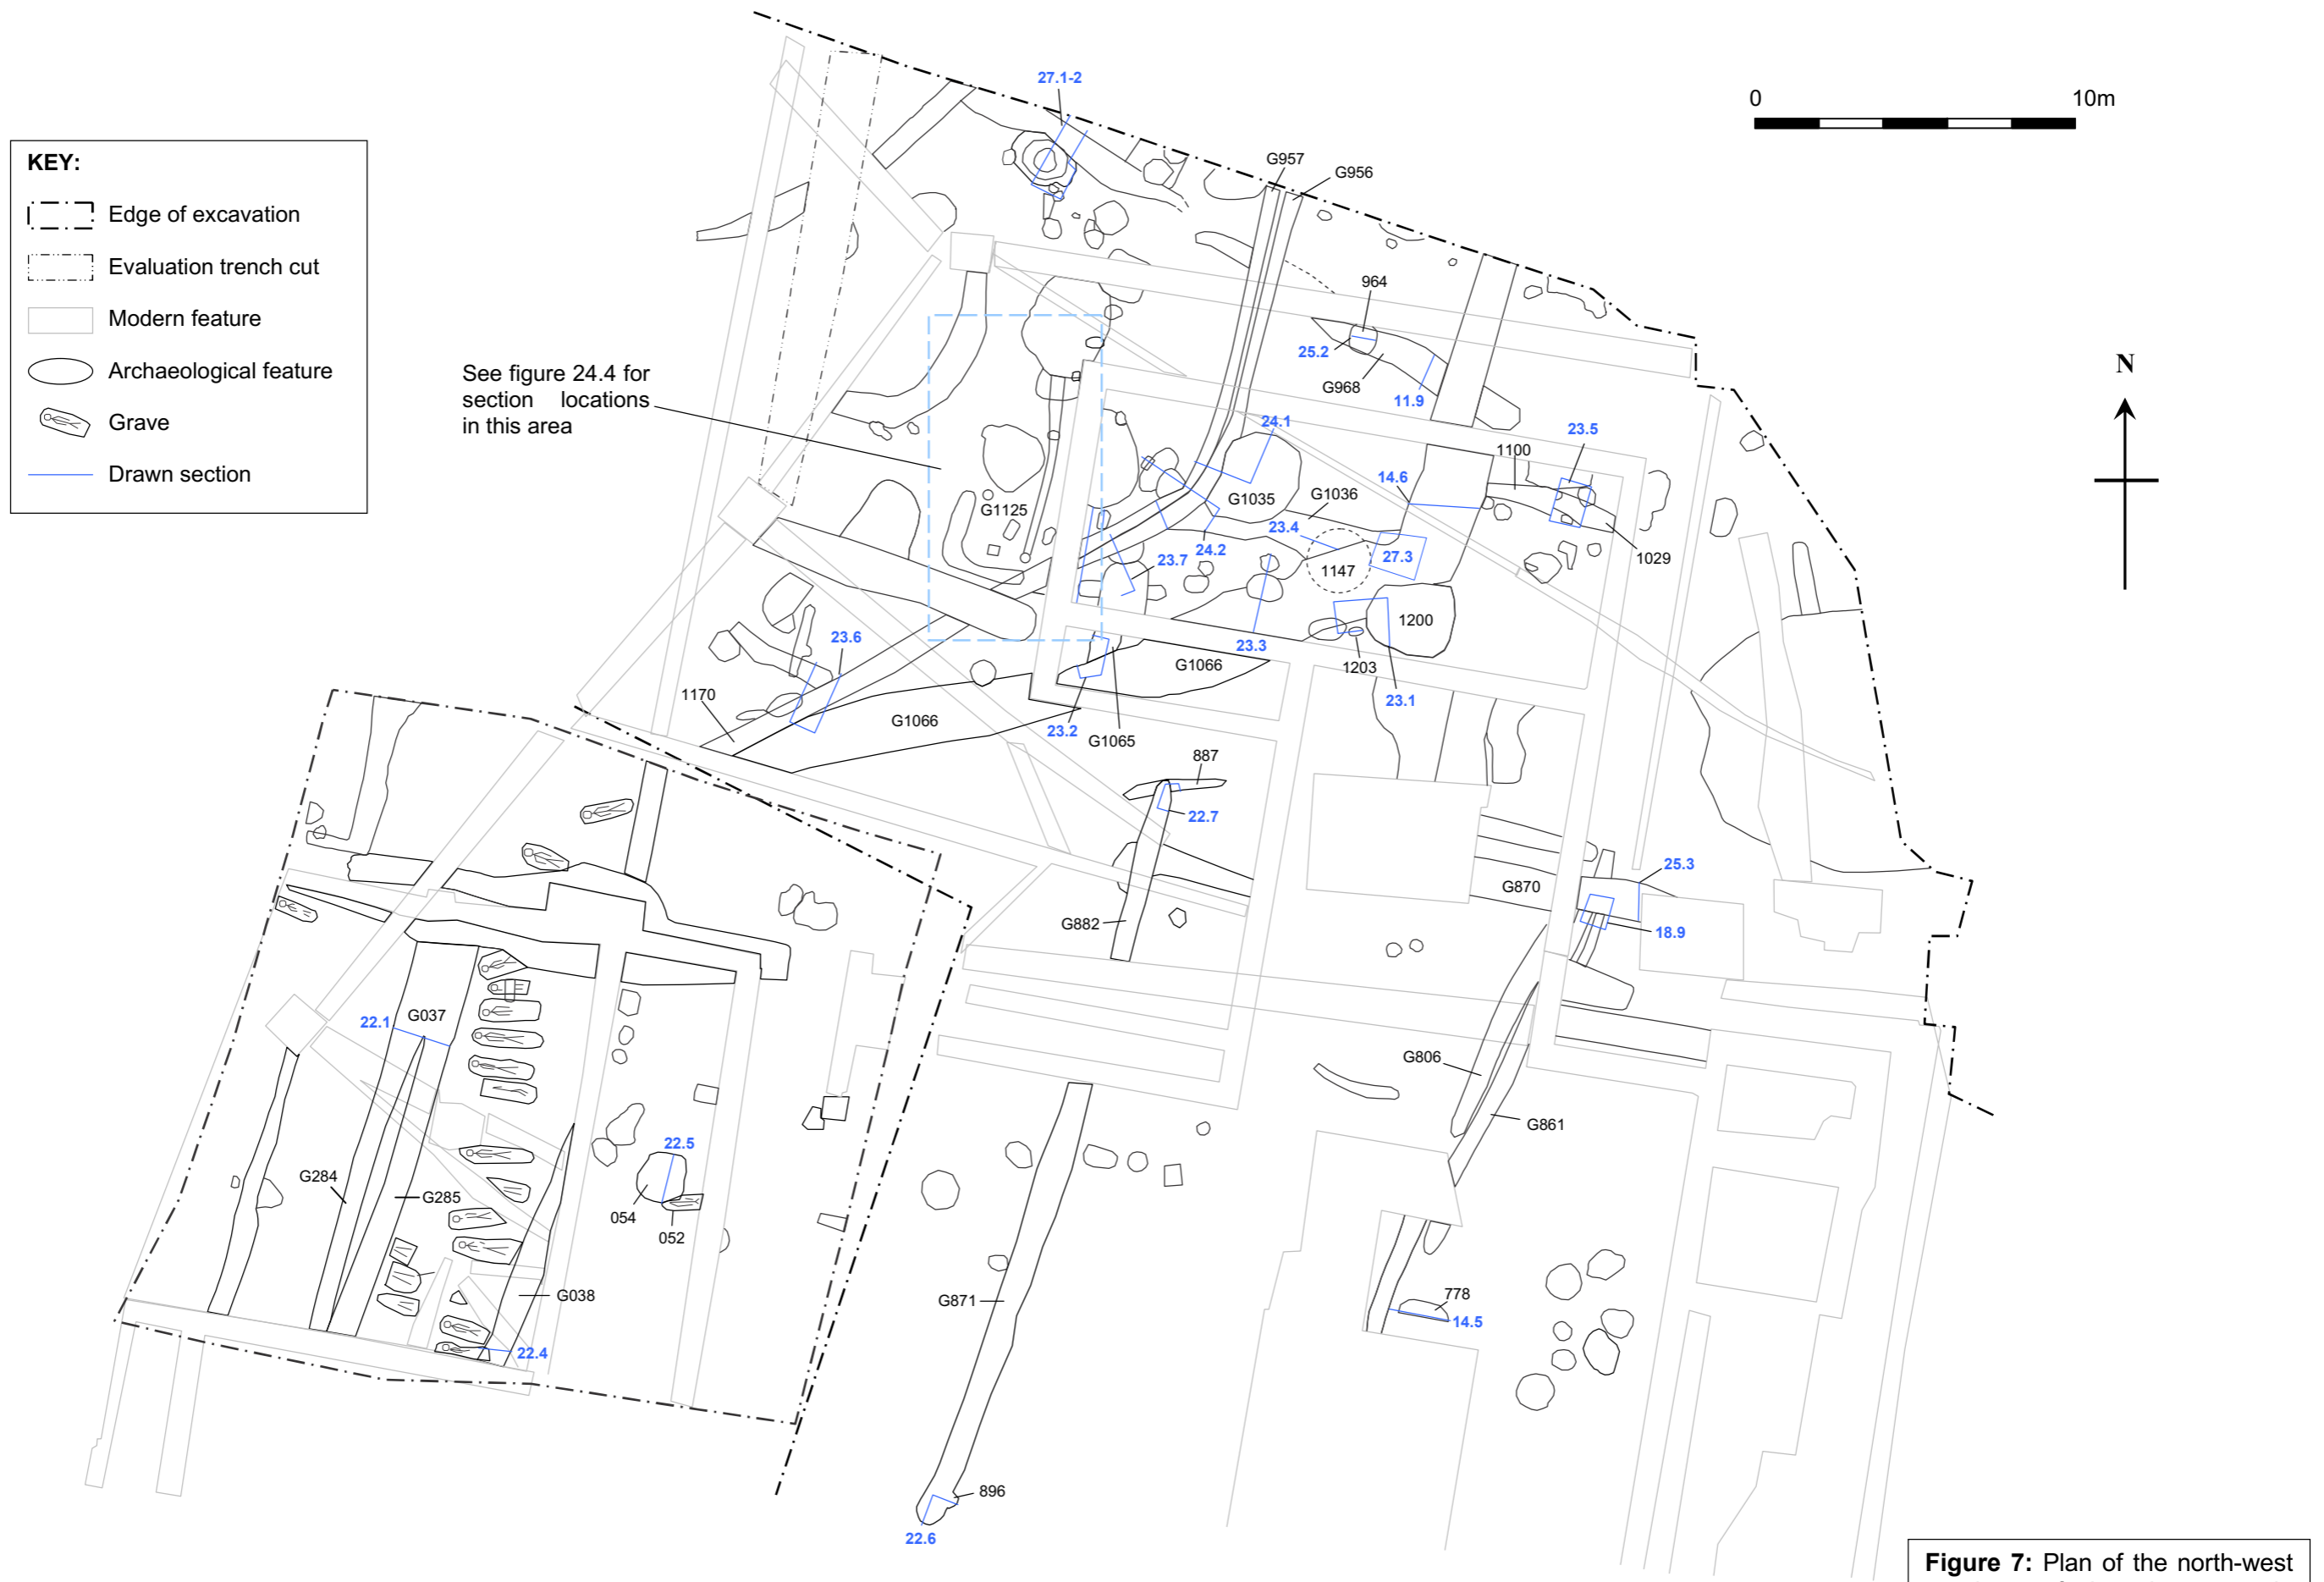 KEY:
Edge of excavation
Evaluation trench cut
Modern feature
Archaeological feature
Grave
Drawn section
0 10m
N
See figure 24.4 for
section locations
in this area
27.1-2
G957
G956
964
25.2
G968
11.9
24.1
23.5
1100
14.6
G1035
G1036
G1125
23.4
24.2
23.7
27.3
1147
1029
1200
23.6
23.3
1203
G1066
23.1
1170
G1066
23.2
G1065
887
22.7
25.3
G870
G882
18.9
G037
22.1
G806
G861
22.5
G284
G285
054
052
G038
G871
778
14.5
22.4
896
22.6
Figure 7: Plan of the north-west